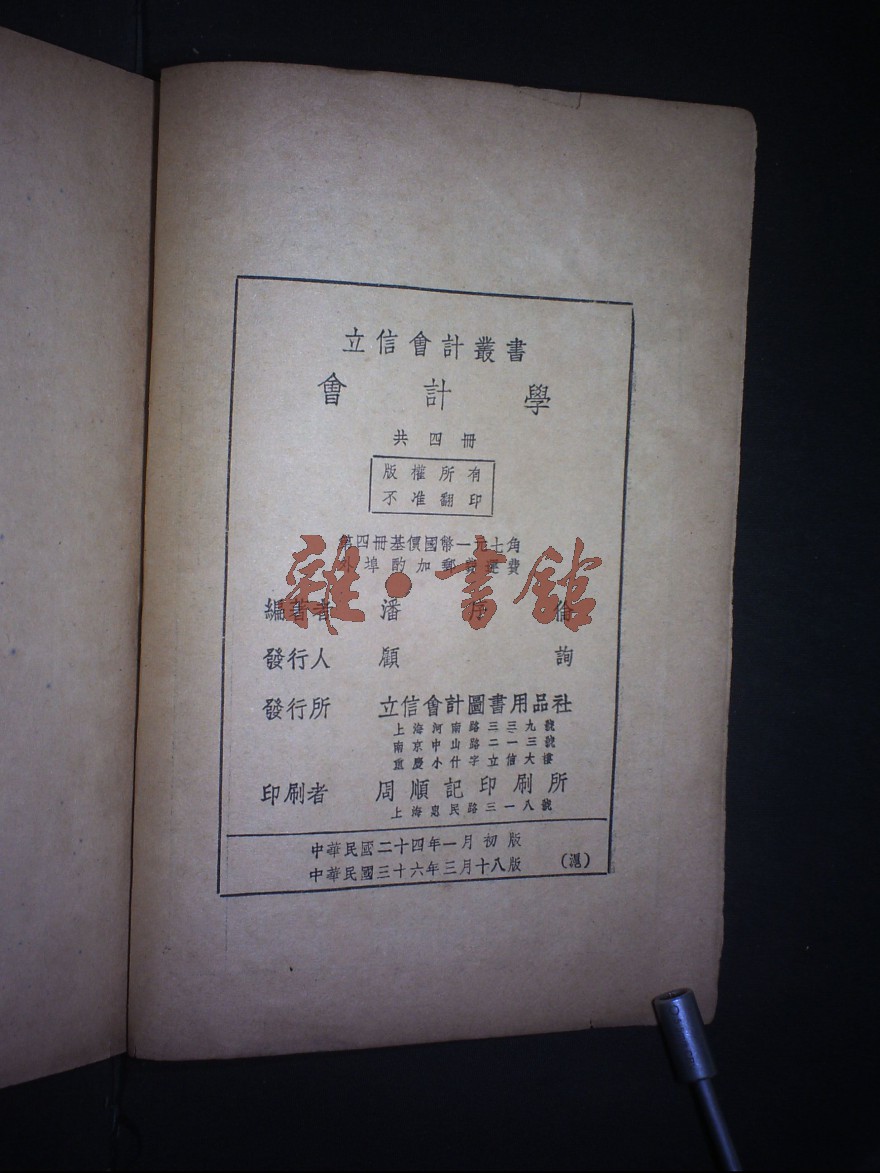 立信會計叢書
會計學
共四冊
版權所有
不准翻印
第四冊基價國幣一元七角
外埠酌加郵運費
雜·書館
編著者 潘序倫
發行人 顧詢
發行所 立信會計圖書用品社
上海河南路三三九號
南京中山路二一三號
重慶小什字立信大樓
印刷者 周順記印刷所
上海惠民路三一八號
中華民國二十四年一月初版
中華民國三十六年三月十八版 (滬)